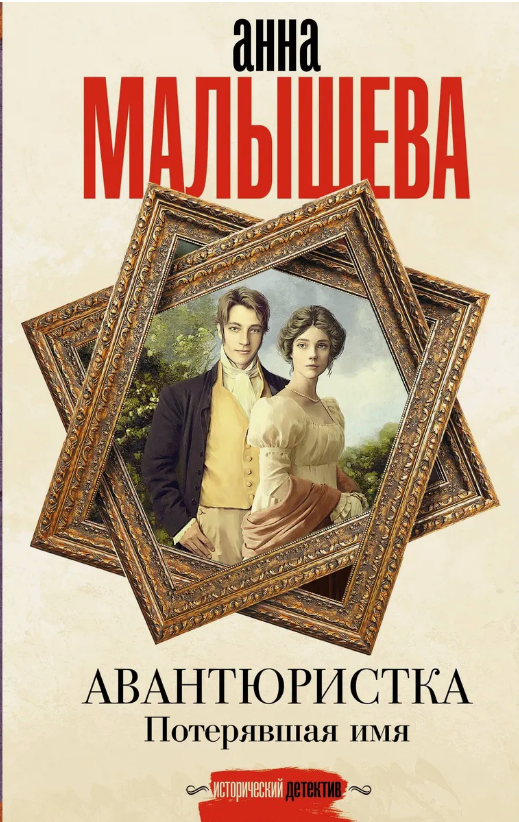 анна
МАЛЫШЕВА
АВАНТЮРИСТКА
Потерявшая имя
исторический детектив